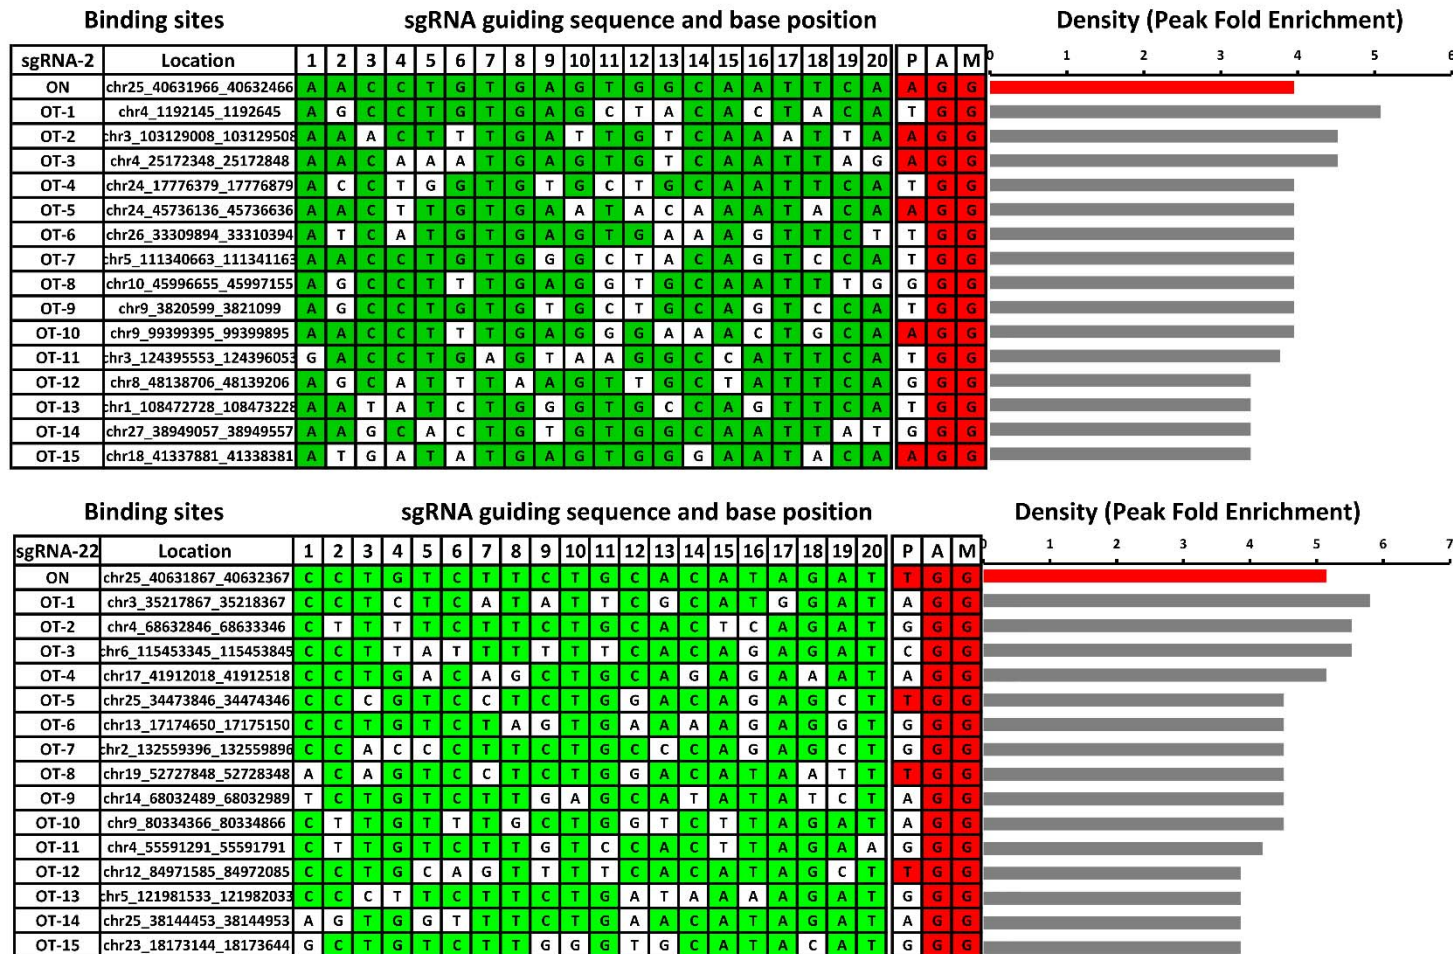 Binding sites sgRNA guiding sequence and base position Density (Peak Fold Enrichment)
sgRNA-2 Location 1 2 3 4 5 6 7 8 9 10 11 12 13 14 15 16 17 18 19 20 P A M 0 1 2 3 4 5 6
ON chr25_40631966_40632466 A A C C T G T G A G T G G C A A T T C A A G G
OT-1 chr4_1192145_1192645 A G C C T G T G A G C T A C A C T A C A T G G
OT-2 chr3_103129008_103129508 A A A C T T T G A T T G T C A A A T T A A G G
OT-3 chr4_25172348_25172848 A A C A A A T G A G T G T C A A T T A G A G G
OT-4 chr24_17776379_17776879 A C C T G G T G T G C T G C A A T T C A T G G
OT-5 chr24_45736136_45736636 A A C T T G T G A A T A C A A A T A C A A G G
OT-6 chr26_33309894_33310394 A T C A T G T G A G T G A A A G T T C T T G G
OT-7 chr5_111340663_111341163 A A C C T G T G G G C T A C A G T C C A T G G
OT-8 chr10_45996655_45997155 A G C C T T T G A G G T G C A A T T T G G G G
OT-9 chr9_3820599_3821099 A G C C T G T G T G C T G C A G T C C A T G G
OT-10 chr9_99399395_99399895 A A C C T T T G A G G G A A A C T G C A A G G
OT-11 chr3_124395553_124396053 G A C C T G A G T A A G G C C A T T C A T G G
OT-12 chr8_48138706_48139206 A G C A T T T A A G T T G C T A T T C A G G G
OT-13 chr1_108472728_108473228 A A T A T C T G G G T G C C A G T T C A T G G
OT-14 chr27_38949057_38949557 A A G C A C T G T G T G G C A A T T A T G G G
OT-15 chr18_41337881_41338381 A T G A T A T G A G T G G G A A T A C A A G G
Binding sites sgRNA guiding sequence and base position Density (Peak Fold Enrichment)
sgRNA-22 Location 1 2 3 4 5 6 7 8 9 10 11 12 13 14 15 16 17 18 19 20 P A M 0 1 2 3 4 5 6 7
ON chr25_40631867_40632367 C C T G T C T T C T G C A C A T A G A T T G G
OT-1 chr3_35217867_35218367 C C T C T C A T A T T C G C A T G G A T A G G
OT-2 chr4_68632846_68633346 C T T T T C T T C T G C A C T C A G A T G G G
OT-3 chr6_115453345_115453845 C C T T A T T T T T T C A C A G A G A T C G G
OT-4 chr17_41912018_41912518 C C T G A C A G C T G C A G A G A A A T A G G
OT-5 chr25_34473846_34474346 C C C G T C C T C T G G A C A G A G C T T G G
OT-6 chr13_17174650_17175150 C C T G T C T A G T G A A A A G A G G T G G G
OT-7 chr2_132559396_132559896 C C A C C C T T C T G C C C A G A G C T G G G
OT-8 chr19_52727848_52728348 A C A G T C C T C T G G A C A T A A T T T G G
OT-9 chr14_68032489_68032989 T C T G T C T T G A G C A T A T A T C T A G G
OT-10 chr9_80334366_80334866 C T T G T T T G C T G G T C T T A G A T A G G
OT-11 chr4_55591291_55591791 C T T G T C T T G T C C A C T T A G A A G G G
OT-12 chr12_84971585_84972085 C C T G C A G T T T T C A C A T A G C T T G G
OT-13 chr5_121981533_121982033 C C C T T C T T C T G A T A A A A G A T G G G
OT-14 chr25_38144453_38144953 A G T G G T T T C T G A A C A T A G A T A G G
OT-15 chr23_18173144_18173644 G C T G T C T T G G G T G C A T A C A T G G G